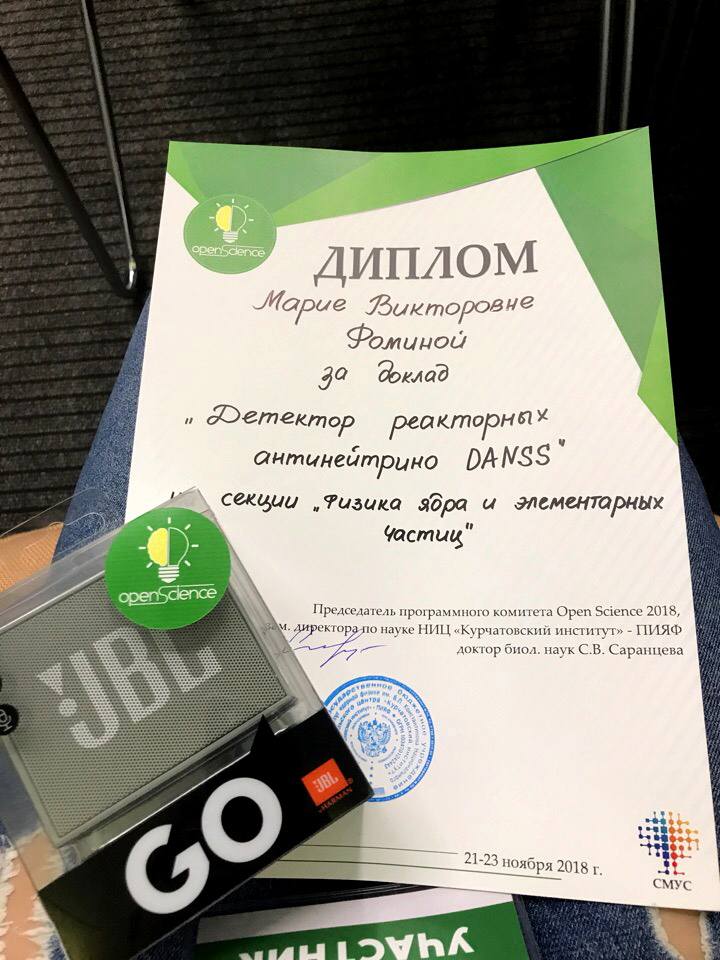 openScience
ДИПЛОМ
Марие Викторовне
Фоминой
за доклад
„Детектор реакторных
антинейтрино DANSS"
секции „Физика ядра и элементарных
частиц"
Председатель программного комитета Open Science 2018,
зам. директора по науке НИЦ «Курчатовский институт» - ПИЯФ
доктор биол. наук С.В. Саранцева
openScience
JBL
GO
JBL
HARMAN
21-23 ноября 2018 г.
СМУС
УЧАСТНИК